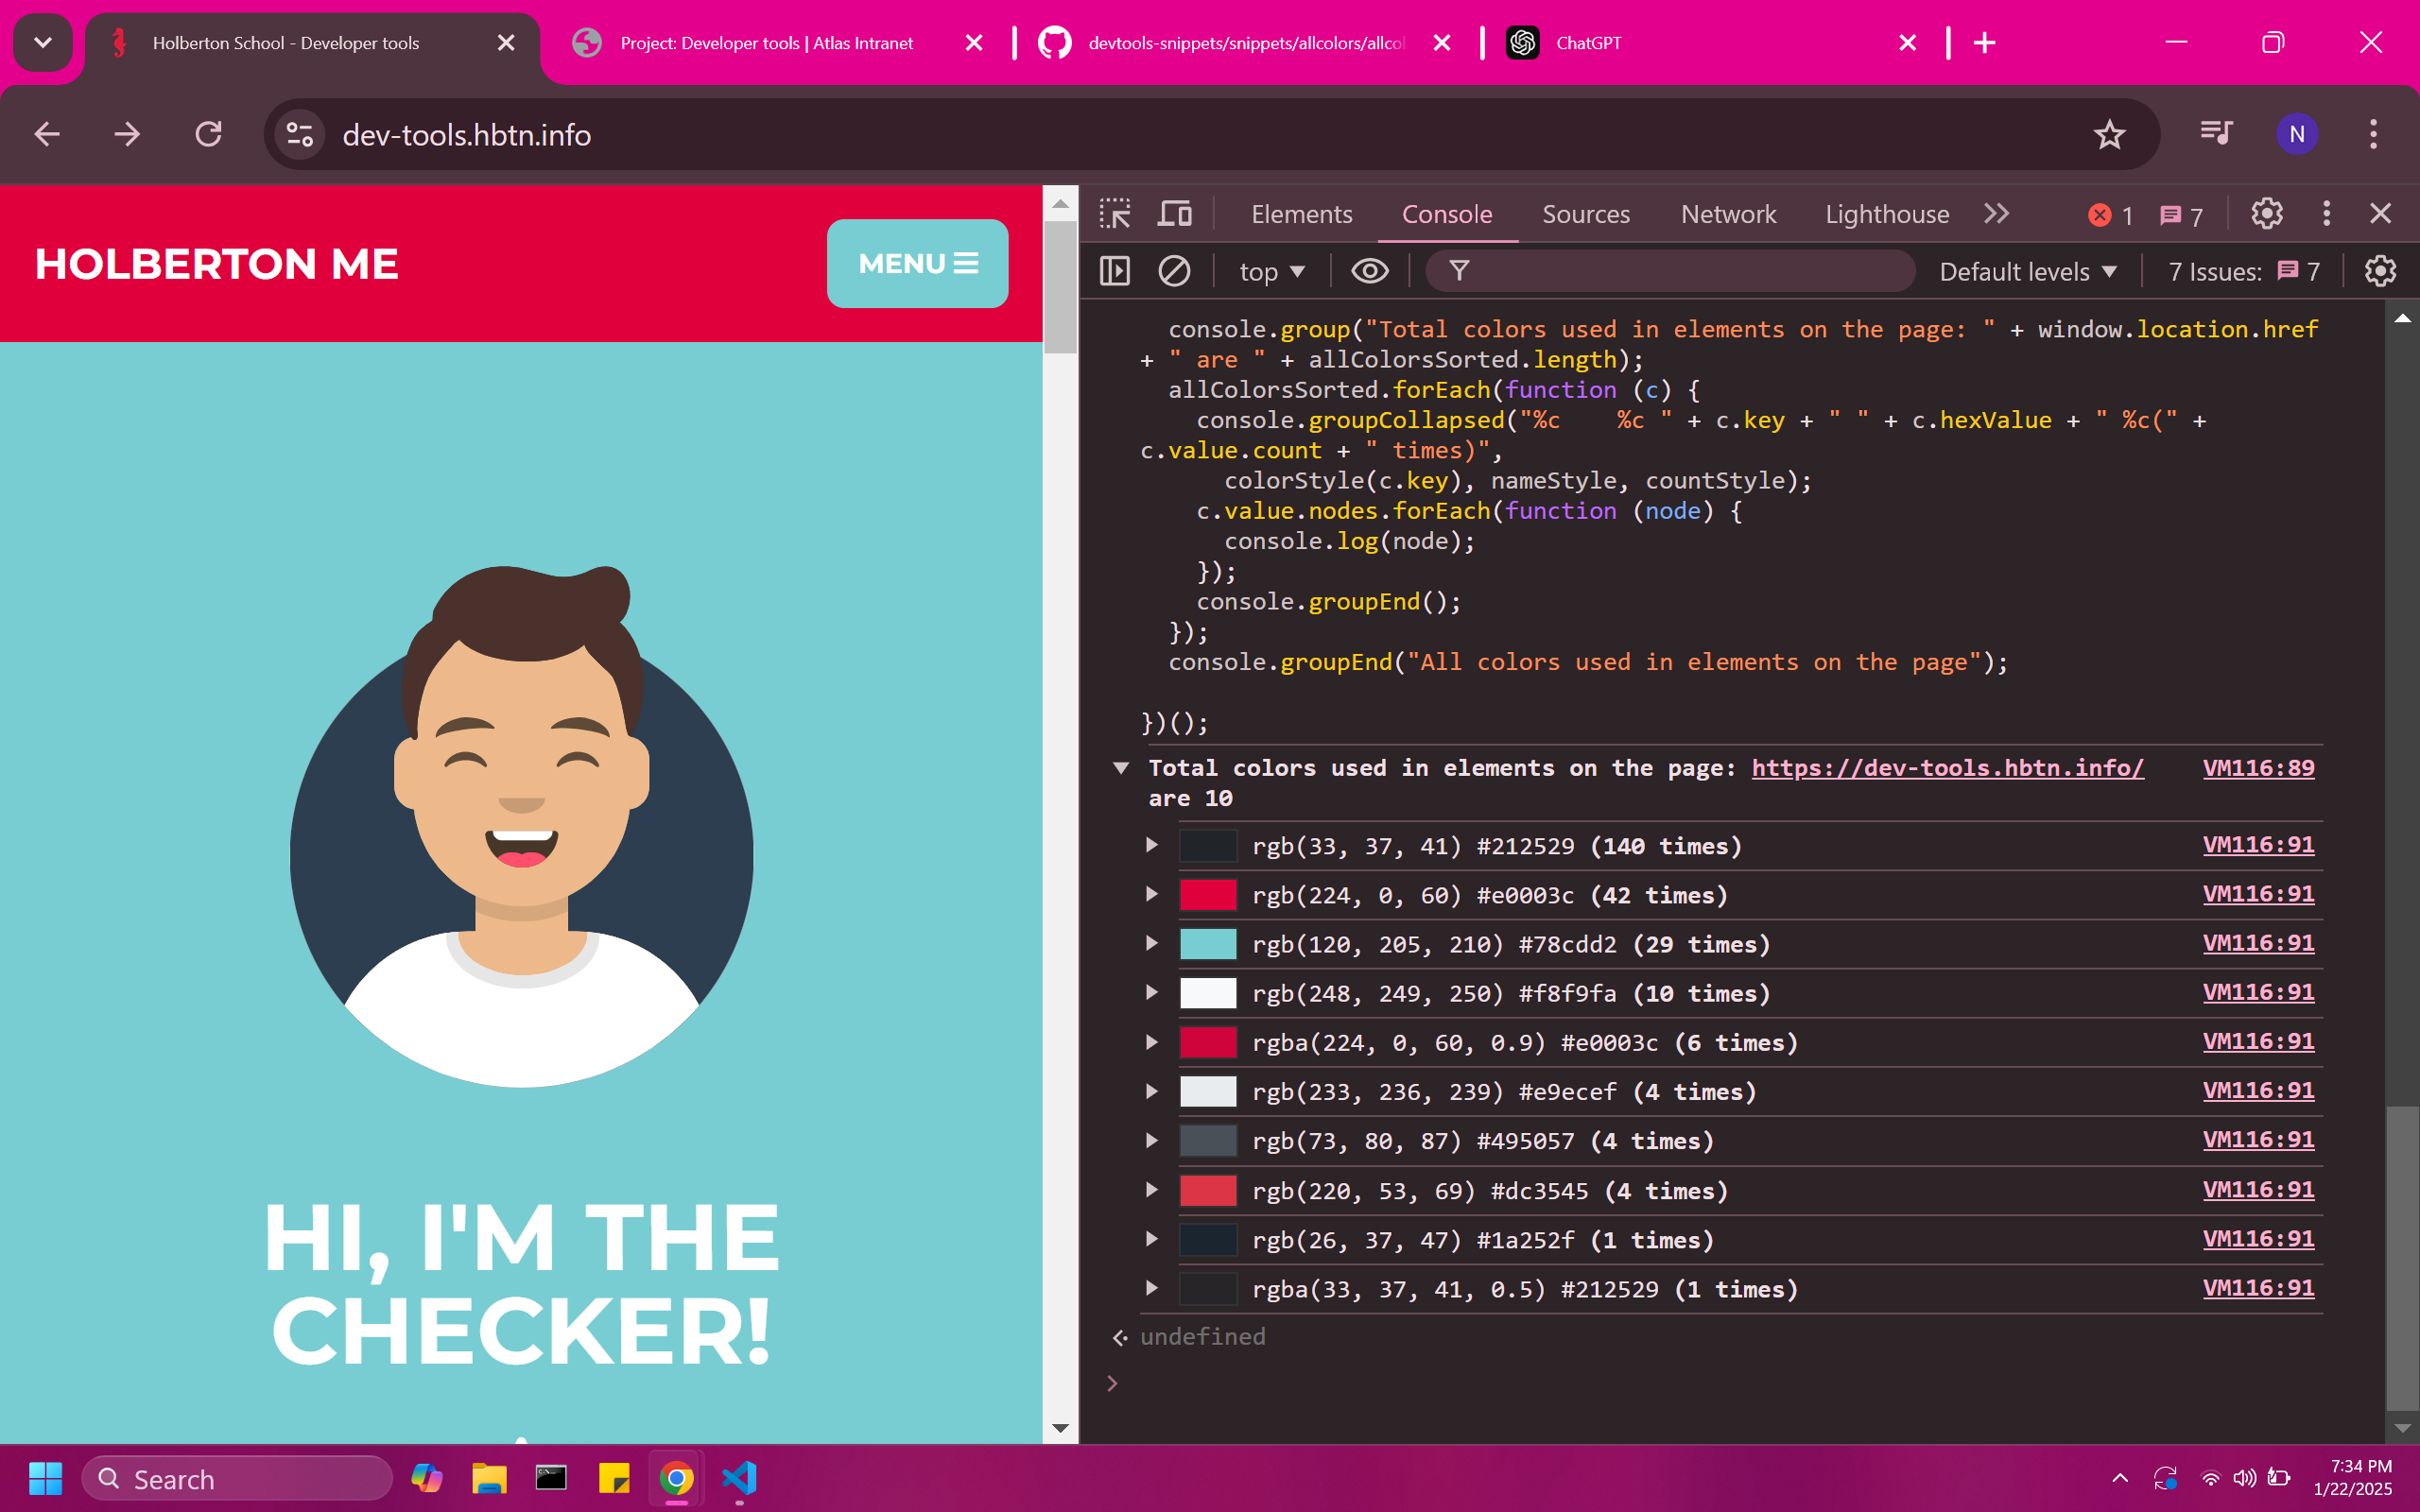 Holberton School - Developer tools
Project: Developer tools | Atlas Intranet
devtools-snippets/snippets/allcolors/allcol
ChatGPT
dev-tools.hbtn.info
N
HOLBERTON ME
MENU
HI, I'M THE
CHECKER!
Elements
Console
Sources
Network
Lighthouse
1
7
top
Default levels
7 Issues:
7
console.group("Total colors used in elements on the page: " + window.location.href
+ " are " + allColorsSorted.length);
allColorsSorted.forEach(function (c) {
console.groupCollapsed("%c    %c " + c.key + " " + c.hexValue + " %c(" +
c.value.count + " times)",
colorStyle(c.key), nameStyle, countStyle);
c.value.nodes.forEach(function (node) {
console.log(node);
});
console.groupEnd();
});
console.groupEnd("All colors used in elements on the page");
})();
Total colors used in elements on the page: https://dev-tools.hbtn.info/ VM116:89
are 10
rgb(33, 37, 41) #212529 (140 times) VM116:91
rgb(224, 0, 60) #e0003c (42 times) VM116:91
rgb(120, 205, 210) #78cdd2 (29 times) VM116:91
rgb(248, 249, 250) #f8f9fa (10 times) VM116:91
rgba(224, 0, 60, 0.9) #e0003c (6 times) VM116:91
rgb(233, 236, 239) #e9ecef (4 times) VM116:91
rgb(73, 80, 87) #495057 (4 times) VM116:91
rgb(220, 53, 69) #dc3545 (4 times) VM116:91
rgb(26, 37, 47) #1a252f (1 times) VM116:91
rgba(33, 37, 41, 0.5) #212529 (1 times) VM116:91
undefined
Search
7:34 PM
1/22/2025